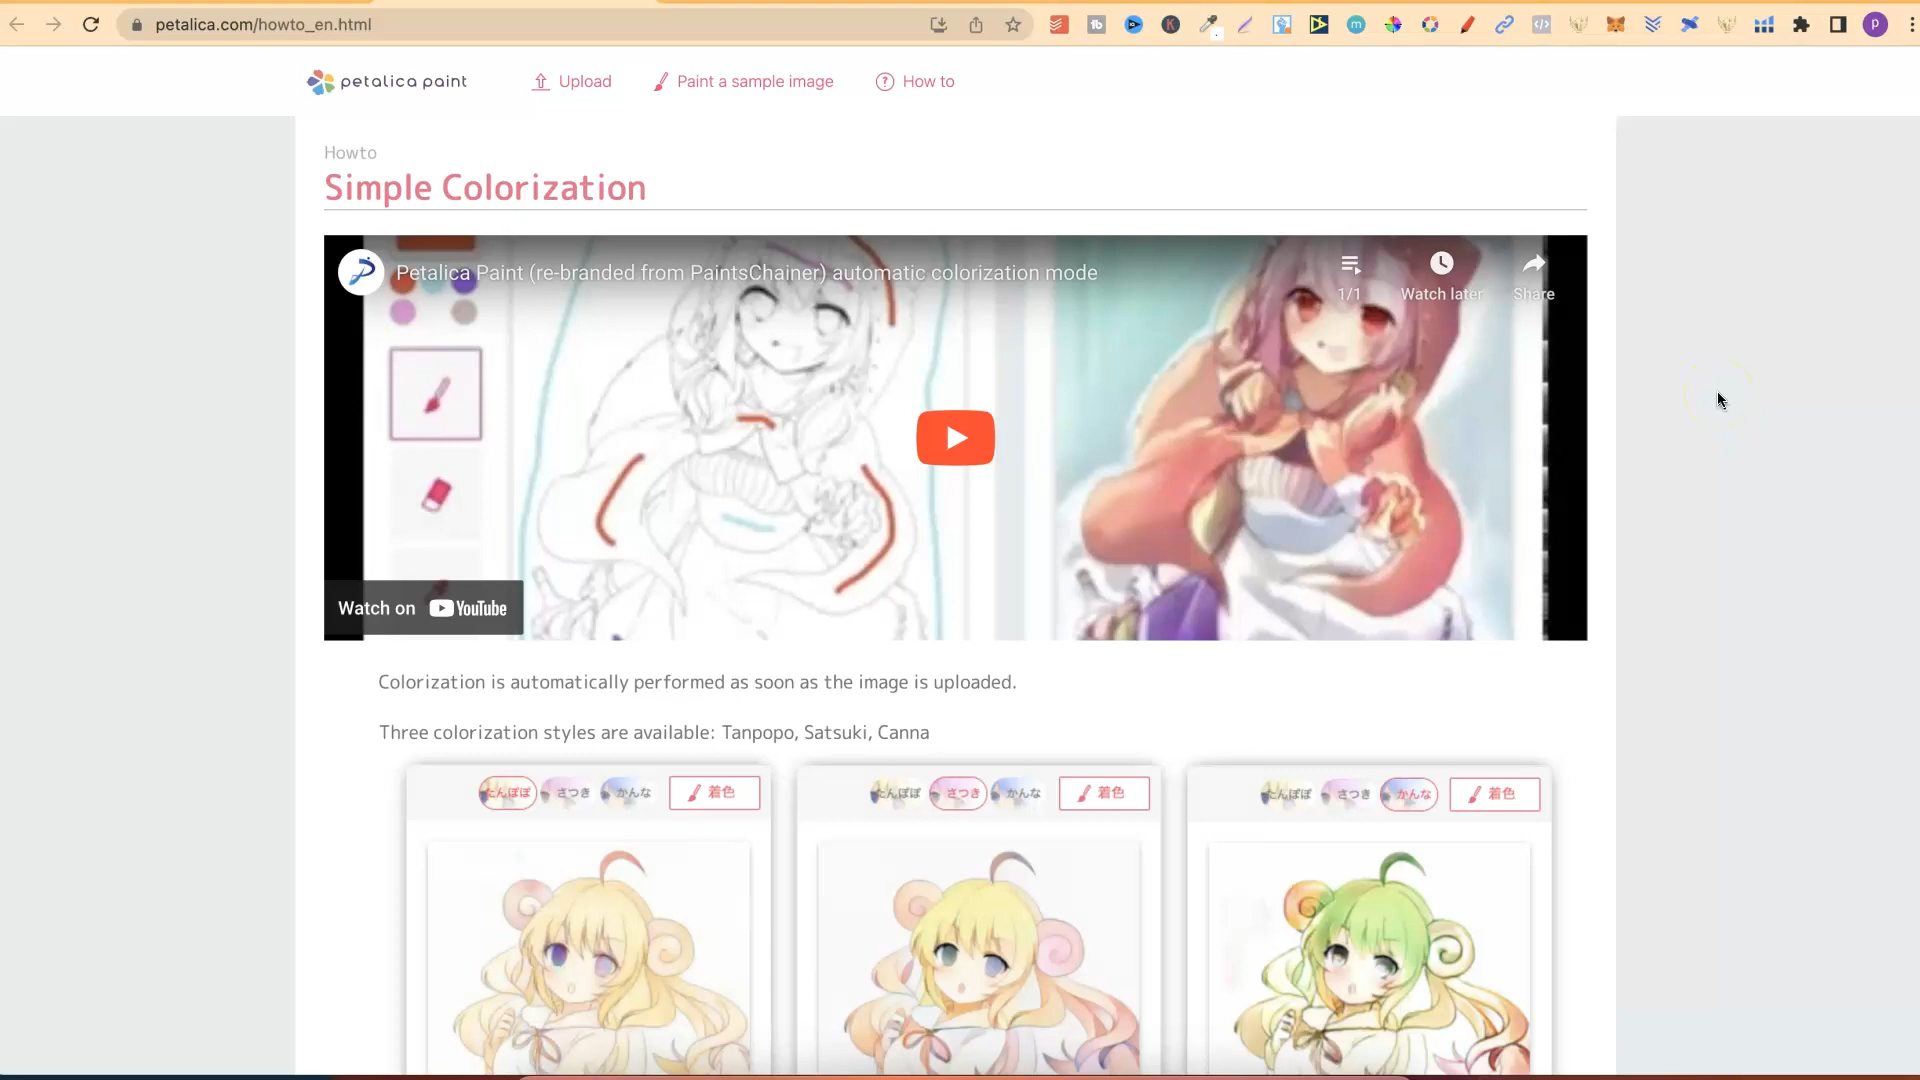 petalica.com/howto_en.html
petalica paint
Upload
Paint a sample image
How to
Howto
Simple Colorization
Petalica Paint (re-branded from PaintsChainer) automatic colorization mode
1/1
Watch later
Share
Watch on YouTube
Colorization is automatically performed as soon as the image is uploaded.
Three colorization styles are available: Tanpopo, Satsuki, Canna
たんぽぽ さつき かんな 着色
たんぽぽ さつき かんな 着色
たんぽぽ さつき かんな 着色